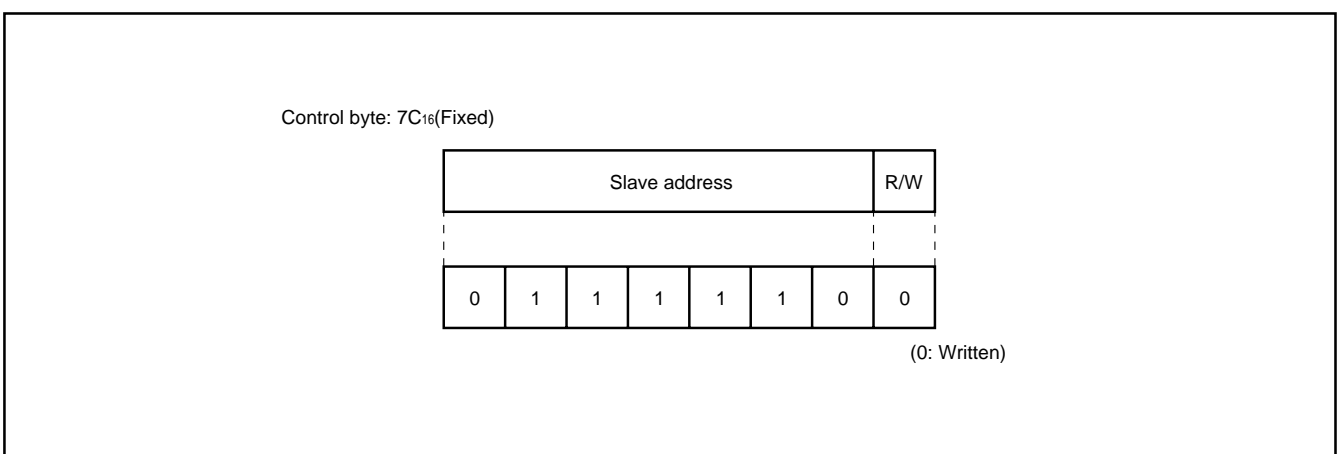 Control byte: 7C16(Fixed)
Slave address R/W
0 1 1 1 1 1 0 0
(0: Written)